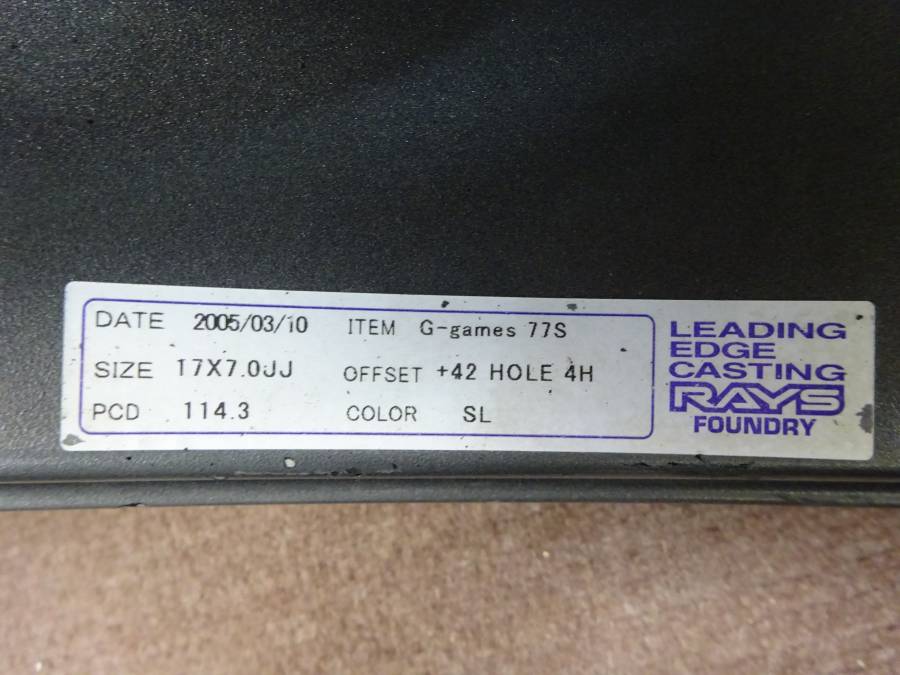 DATE 2005/03/10 ITEM G-games 77S
SIZE 17X7.0JJ OFFSET +42 HOLE 4H
PCD 114.3 COLOR SL
LEADING
EDGE
CASTING
RAYS
FOUNDRY